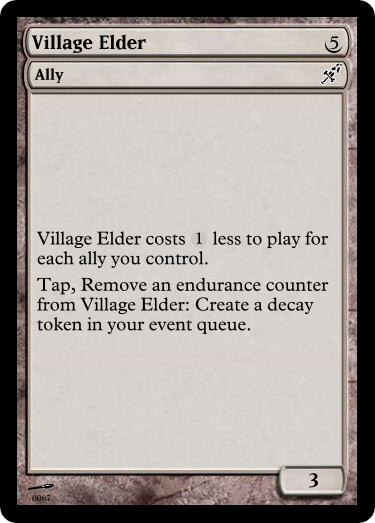 Village Elder 5
Ally
Village Elder costs 1 less to play for
each ally you control.
Tap, Remove an endurance counter
from Village Elder: Create a decay
token in your event queue.
3
0067